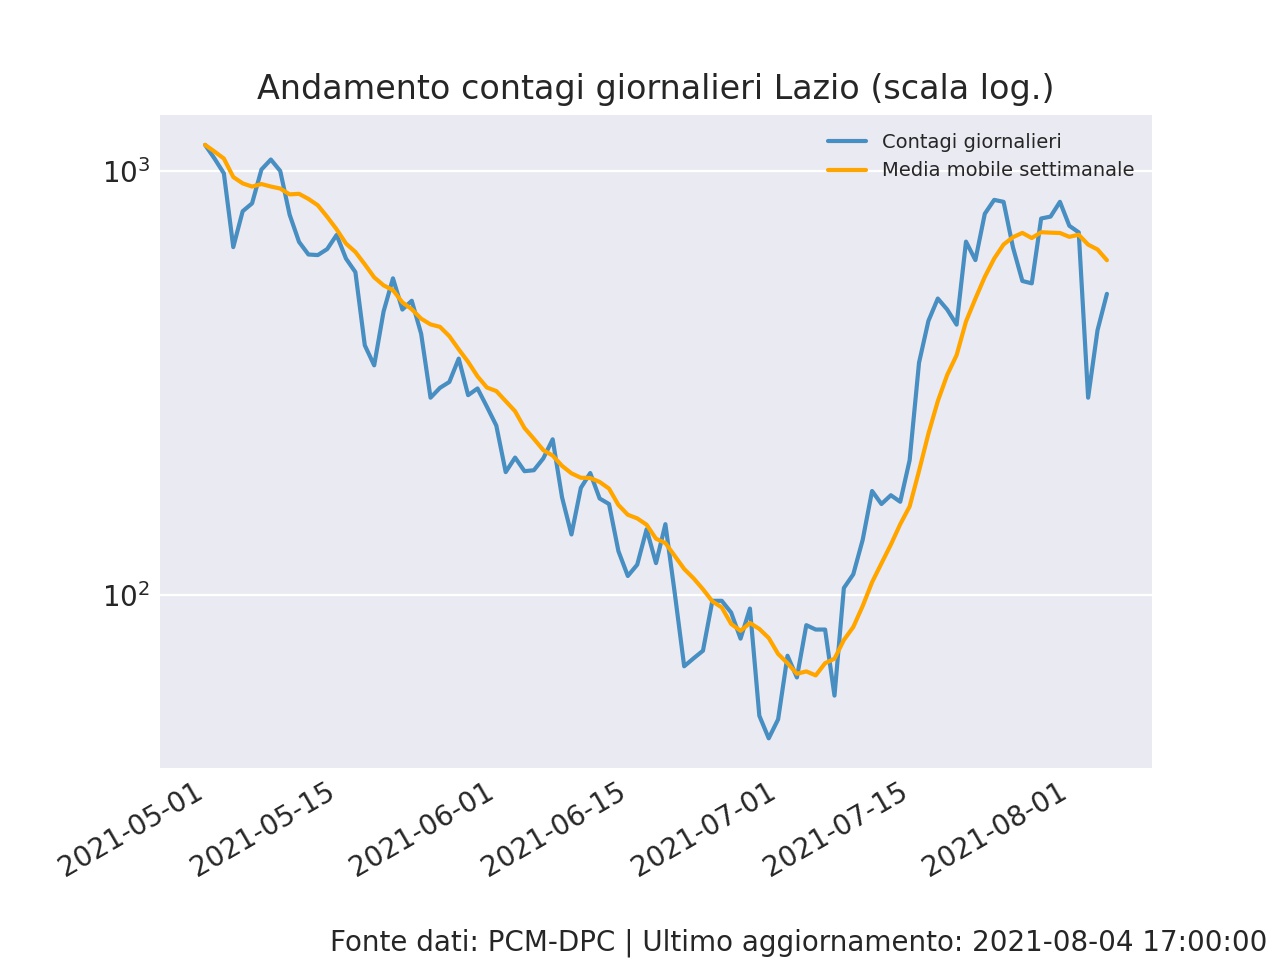 Andamento contagi giornalieri Lazio (scala log.)
Contagi giornalieri
Media mobile settimanale
10³
10²
2021-05-01
2021-05-15
2021-06-01
2021-06-15
2021-07-01
2021-07-15
2021-08-01
Fonte dati: PCM-DPC | Ultimo aggiornamento: 2021-08-04 17:00:00